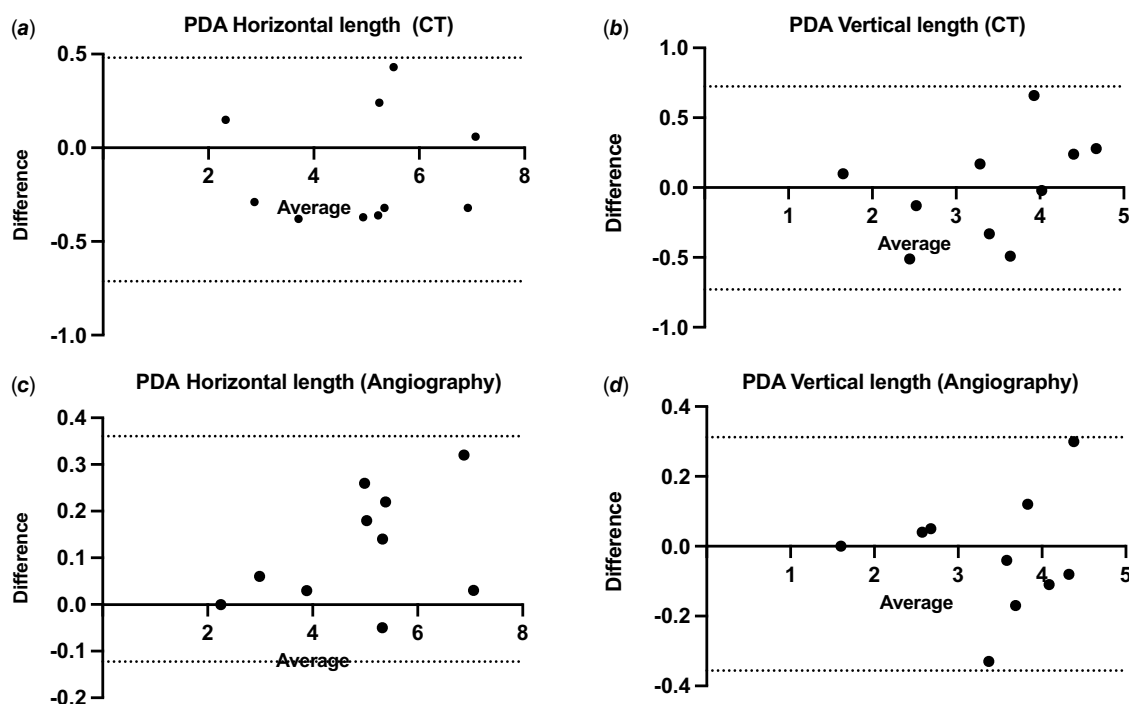 (a)
PDA Horizontal length (CT)
0.5
0.0
-0.5
-1.0
2
4
6
8
Difference
Average
(b)
PDA Vertical length (CT)
1.0
0.5
0.0
-0.5
-1.0
1
2
3
4
5
Difference
Average
(c)
PDA Horizontal length (Angiography)
0.4
0.3
0.2
0.1
0.0
-0.1
-0.2
2
4
6
8
Difference
Average
(d)
PDA Vertical length (Angiography)
0.4
0.2
0.0
-0.2
-0.4
1
2
3
4
5
Difference
Average